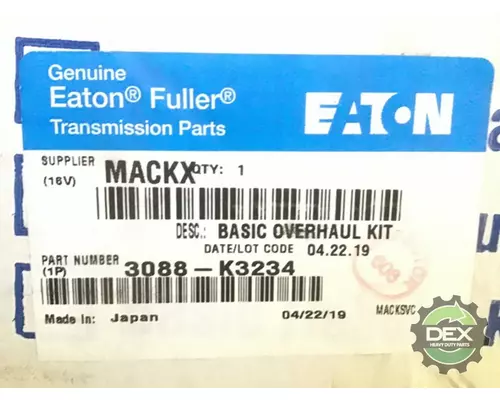 Genuine
Eaton® Fuller®
Transmission Parts
EATON
SUPPLIER
(16V)
MACKX
QTY: 1
DESC.: BASIC OVERHAUL KIT
DATE/LOT CODE 04.22.19
PART NUMBER
(1P)
3088-K3234
Made in: Japan
04/22/19
MACKSVC
DEX
HEAVY DUTY PARTS